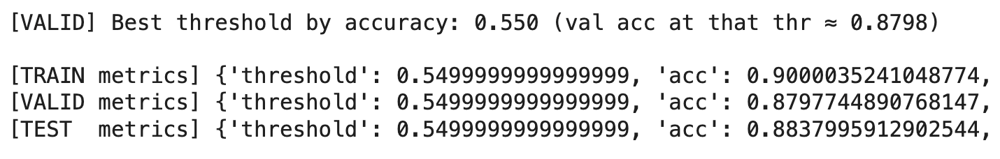 [VALID] Best threshold by accuracy: 0.550 (val acc at that thr ≈ 0.8798)
[TRAIN metrics] {'threshold': 0.5499999999999999, 'acc': 0.9000035241048774,
[VALID metrics] {'threshold': 0.5499999999999999, 'acc': 0.8797744890768147,
[TEST  metrics] {'threshold': 0.5499999999999999, 'acc': 0.8837995912902544,